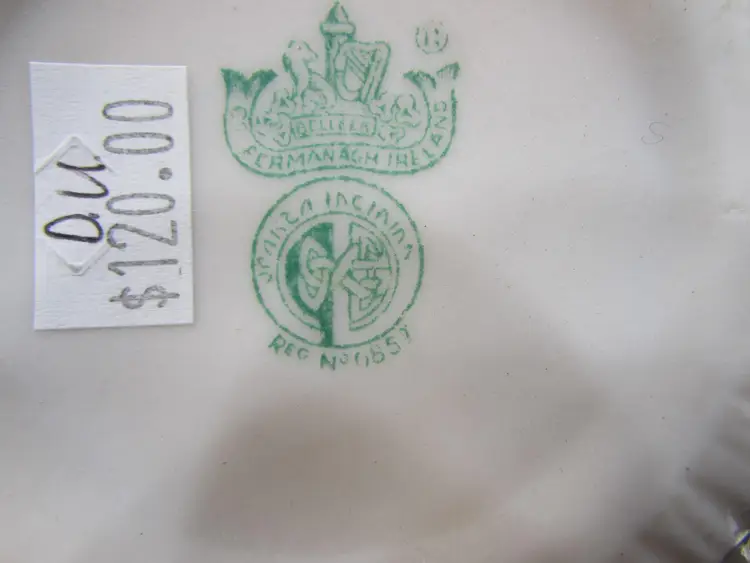 D.U.
$120.00
®
BELLEEK
FERMANAGH IRELAND
REG No 0857